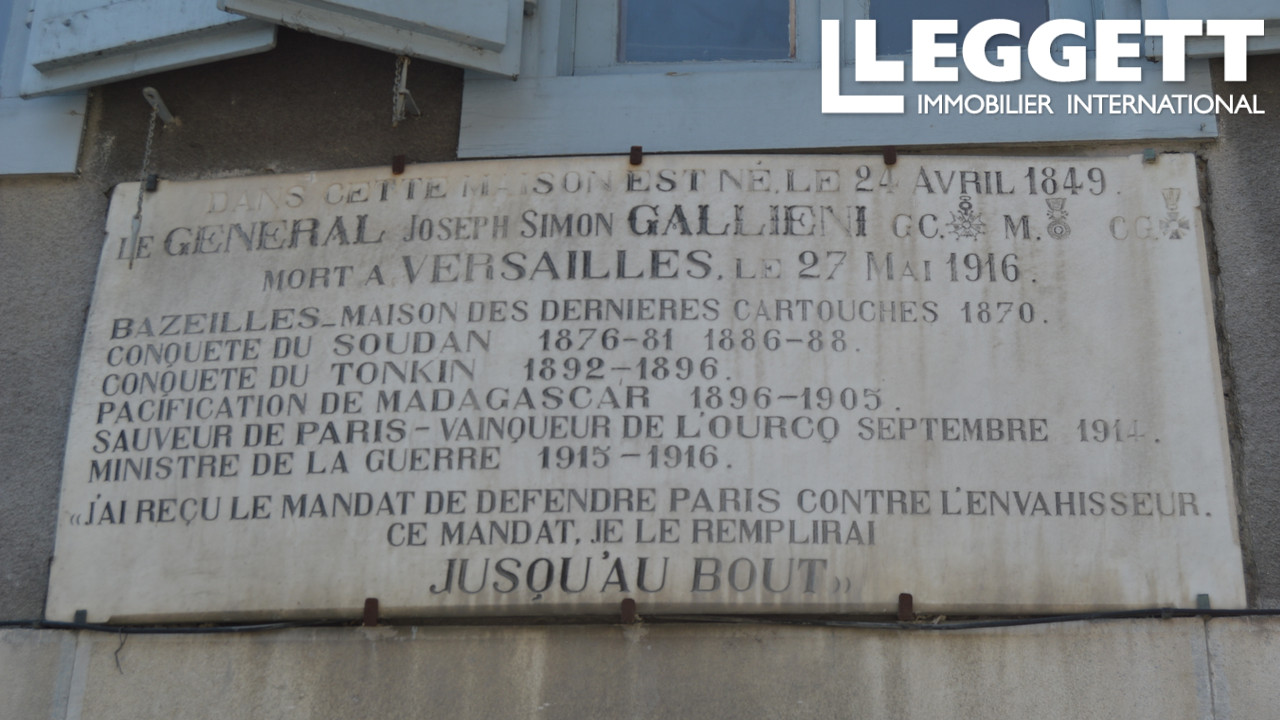 LEGGETT
IMMOBILIER INTERNATIONAL
DANS CETTE MAISON EST NÉ, LE 24 AVRIL 1849.
LE GENERAL JOSEPH SIMON GALLIENI G C. M. C G.
MORT A VERSAILLES, LE 27 MAI 1916.
BAZEILLES_MAISON DES DERNIERES CARTOUCHES 1870.
CONQUETE DU SOUDAN 1876-81 1886-88.
CONQUETE DU TONKIN 1892-1896.
PACIFICATION DE MADAGASCAR 1896-1905.
SAUVEUR DE PARIS - VAINQUEUR DE L'OURCQ SEPTEMBRE 1914.
MINISTRE DE LA GUERRE 1915-1916.
«J'AI REÇU LE MANDAT DE DEFENDRE PARIS CONTRE L'ENVAHISSEUR.
CE MANDAT, JE LE REMPLIRAI
JUSQU'AU BOUT»